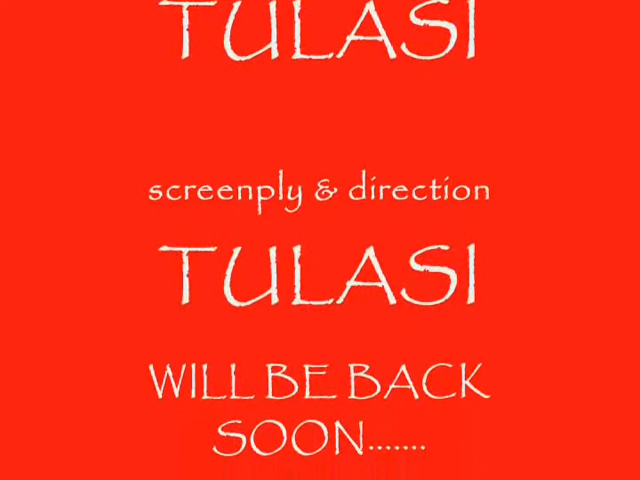 TULASI
screenply & direction
TULASI
WILL BE BACK
SOON.......